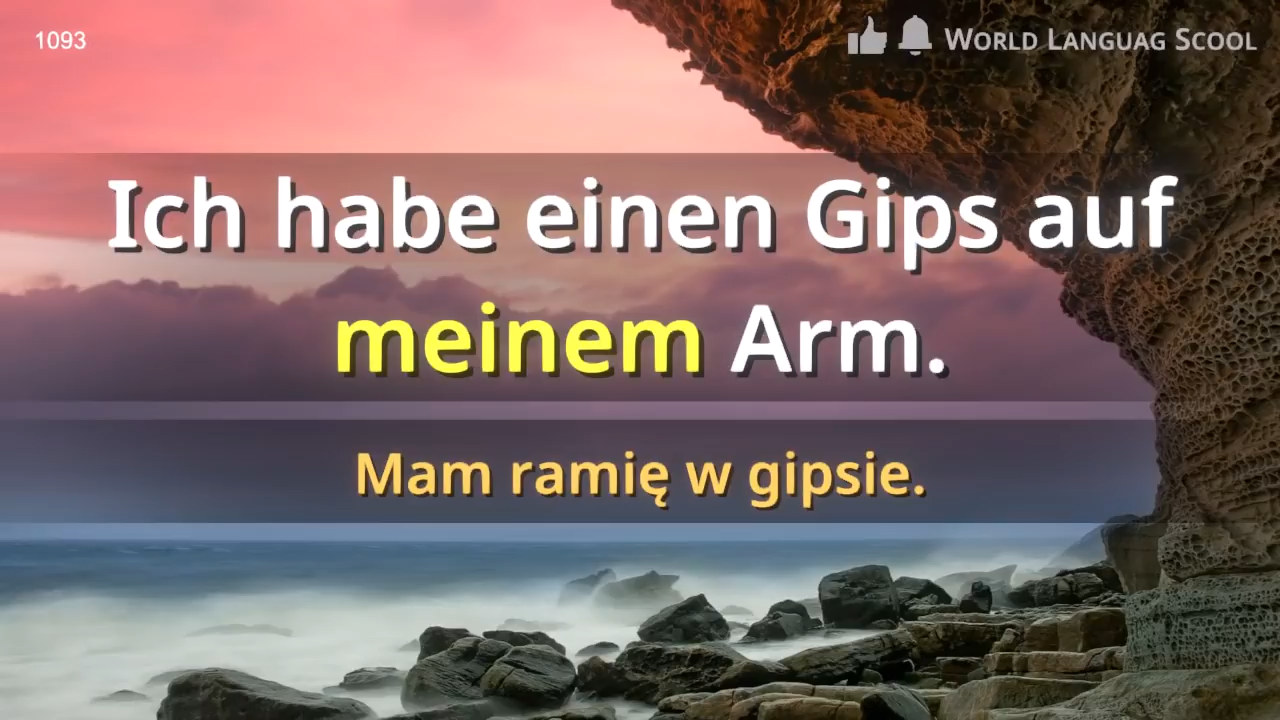 1093
World Languag Scool
Ich habe einen Gips auf
meinem Arm.
Mam ramię w gipsie.